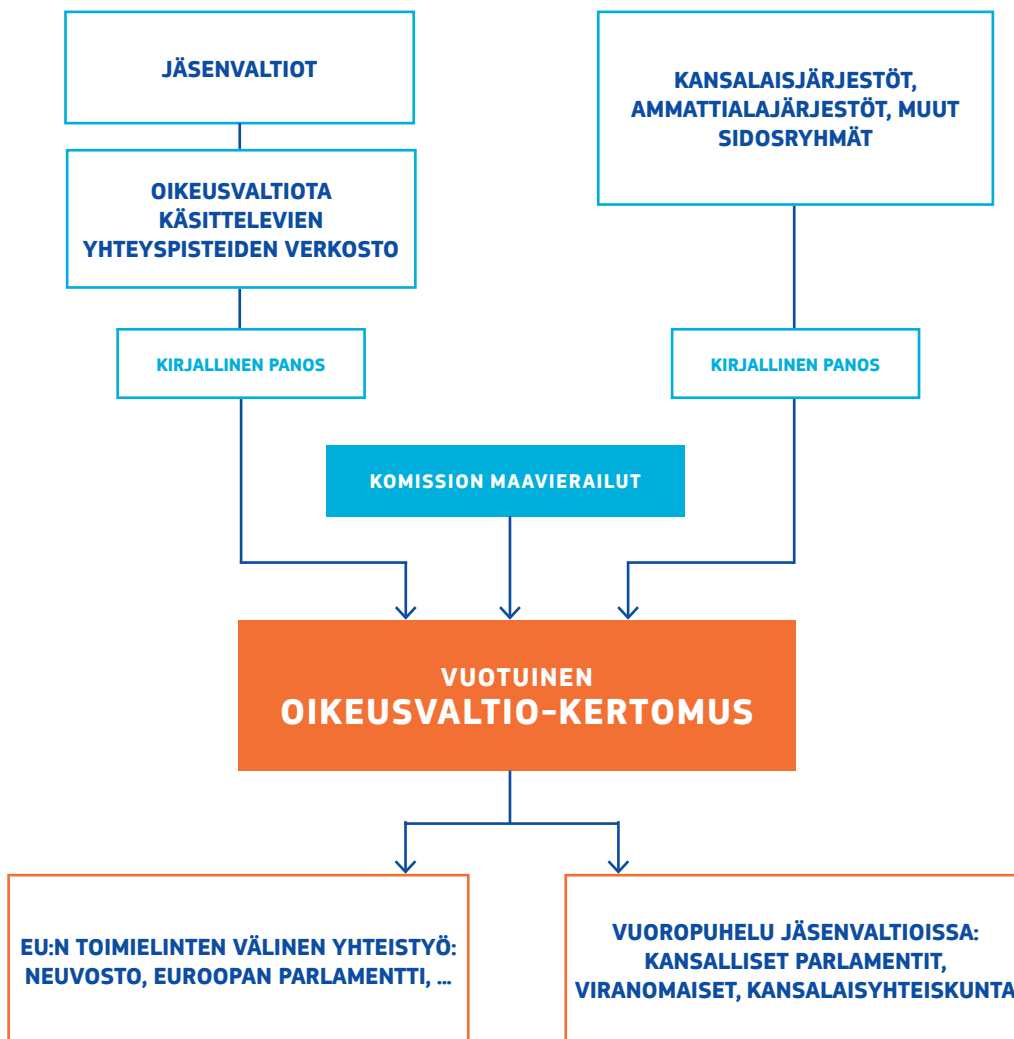 JÄSENVALTIOT
OIKEUSVALTIOTA
KÄSITTELEVIEN
YHTEYSPISTEIDEN VERKOSTO
KIRJALLINEN PANOS
KANSALAISJÄRJESTÖT,
AMMATTIALAJÄRJESTÖT, MUUT
SIDOSRYHMÄT
KIRJALLINEN PANOS
KOMISSION MAAVIERAILUT
VUOTUINEN
OIKEUSVALTIO-KERTOMUS
EU:N TOIMIELINTEN VÄLINEN YHTEISTYÖ:
NEUVOSTO, EUROOPAN PARLAMENTTI, ...
VUOROPUHELU JÄSENVALTIOISSA:
KANSALLISET PARLAMENTIT,
VIRANOMAISET, KANSALAISYHTEISKUNTA